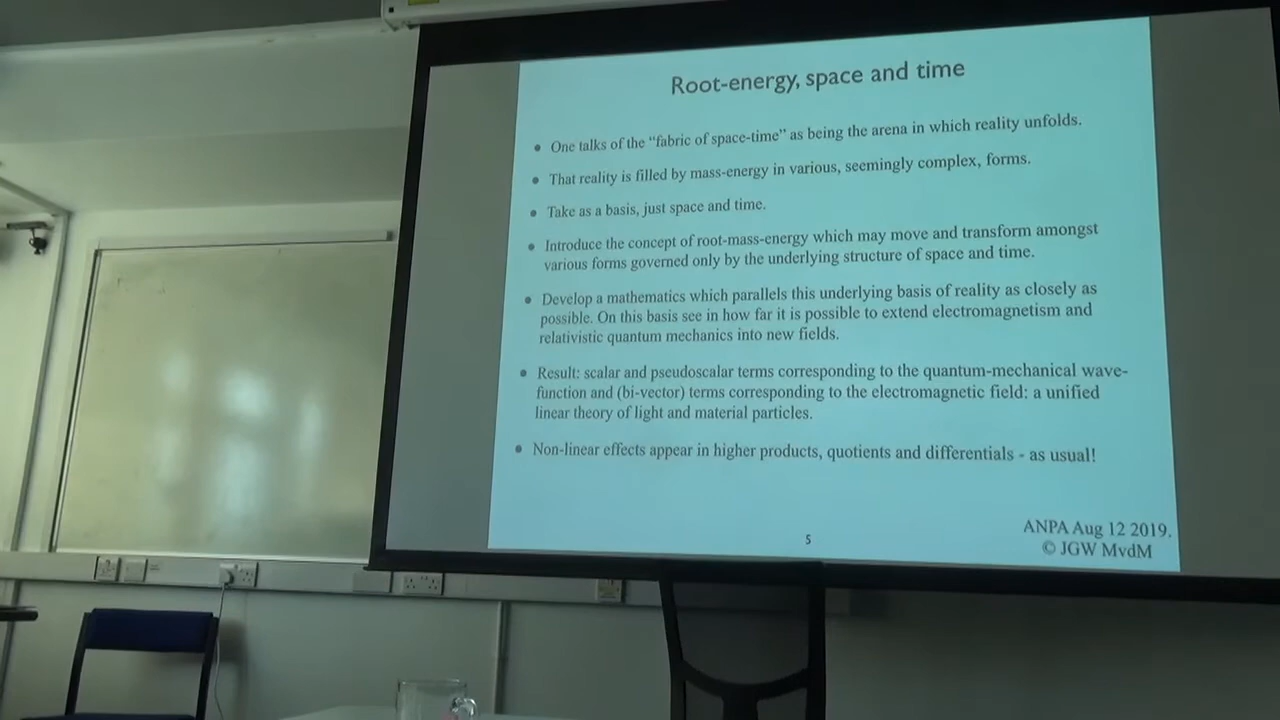 Root-energy, space and time
• One talks of the “fabric of space-time” as being the arena in which reality unfolds.
• That reality is filled by mass-energy in various, seemingly complex, forms.
• Take as a basis, just space and time.
• Introduce the concept of root-mass-energy which may move and transform amongst
various forms governed only by the underlying structure of space and time.
• Develop a mathematics which parallels this underlying basis of reality as closely as
possible. On this basis see in how far it is possible to extend electromagnetism and
relativistic quantum mechanics into new fields.
• Result: scalar and pseudoscalar terms corresponding to the quantum-mechanical wave-
function and (bi-vector) terms corresponding to the electromagnetic field: a unified
linear theory of light and material particles.
• Non-linear effects appear in higher products, quotients and differentials - as usual!
5
ANPA Aug 12 2019.
© JGW MvdM